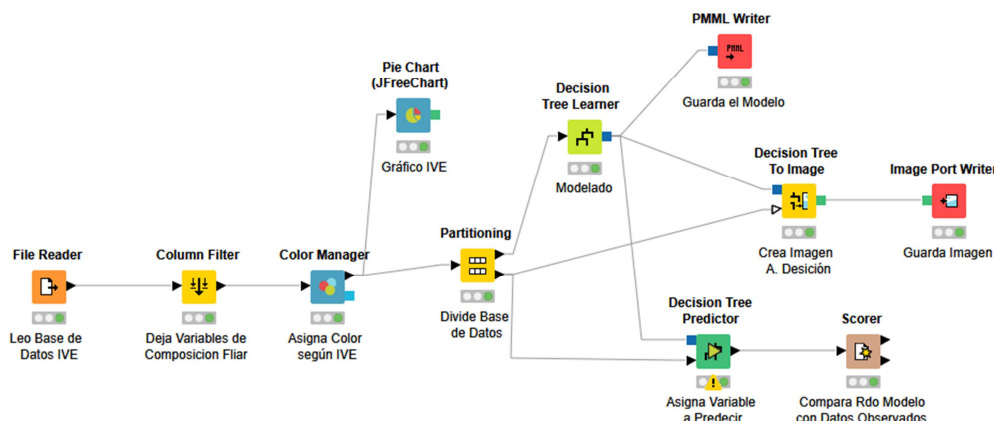 PMML Writer
PMML
Guarda el Modelo
Pie Chart
(JFreeChart)
Gráfico IVE
Decision
Tree Learner
Modelado
Decision Tree
To Image
Crea Imagen
A. Desición
Image Port Writer
Guarda Imagen
File Reader
Leo Base de
Datos IVE
Column Filter
Deja Variables de
Composicion Fliar
Color Manager
Asigna Color
según IVE
Partitioning
Divide Base
de Datos
Decision Tree
Predictor
Asigna Variable
a Predecir
Scorer
Compara Rdo Modelo
con Datos Observados